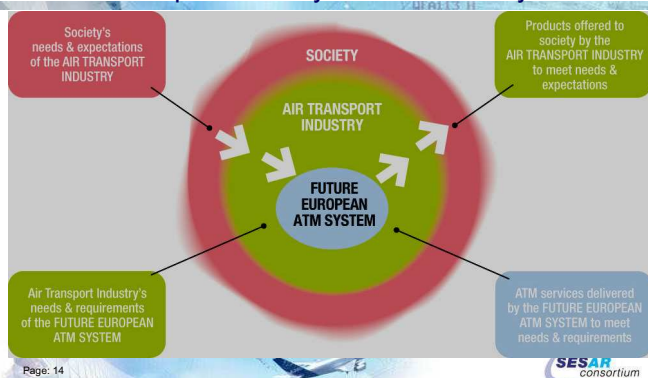 Society's
needs & expectations
of the AIR TRANSPORT
INDUSTRY
Products offered to
society by the
AIR TRANSPORT INDUSTRY
to meet needs &
expectations
SOCIETY
AIR TRANSPORT
INDUSTRY
FUTURE
EUROPEAN
ATM SYSTEM
Air Transport Industry's
needs & requirements
of the FUTURE EUROPEAN
ATM SYSTEM
ATM services delivered
by the FUTURE EUROPEAN
ATM SYSTEM to meet
needs & requirements
Page: 14
SESAR
consortium